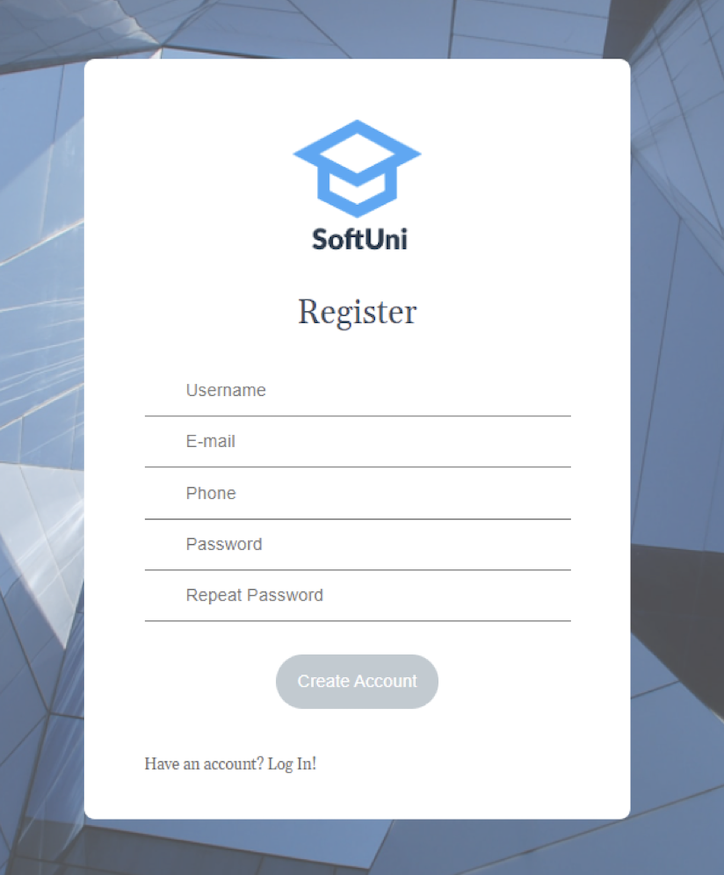 SoftUni
Register
Username
E-mail
Phone
Password
Repeat Password
Create Account
Have an account? Log In!